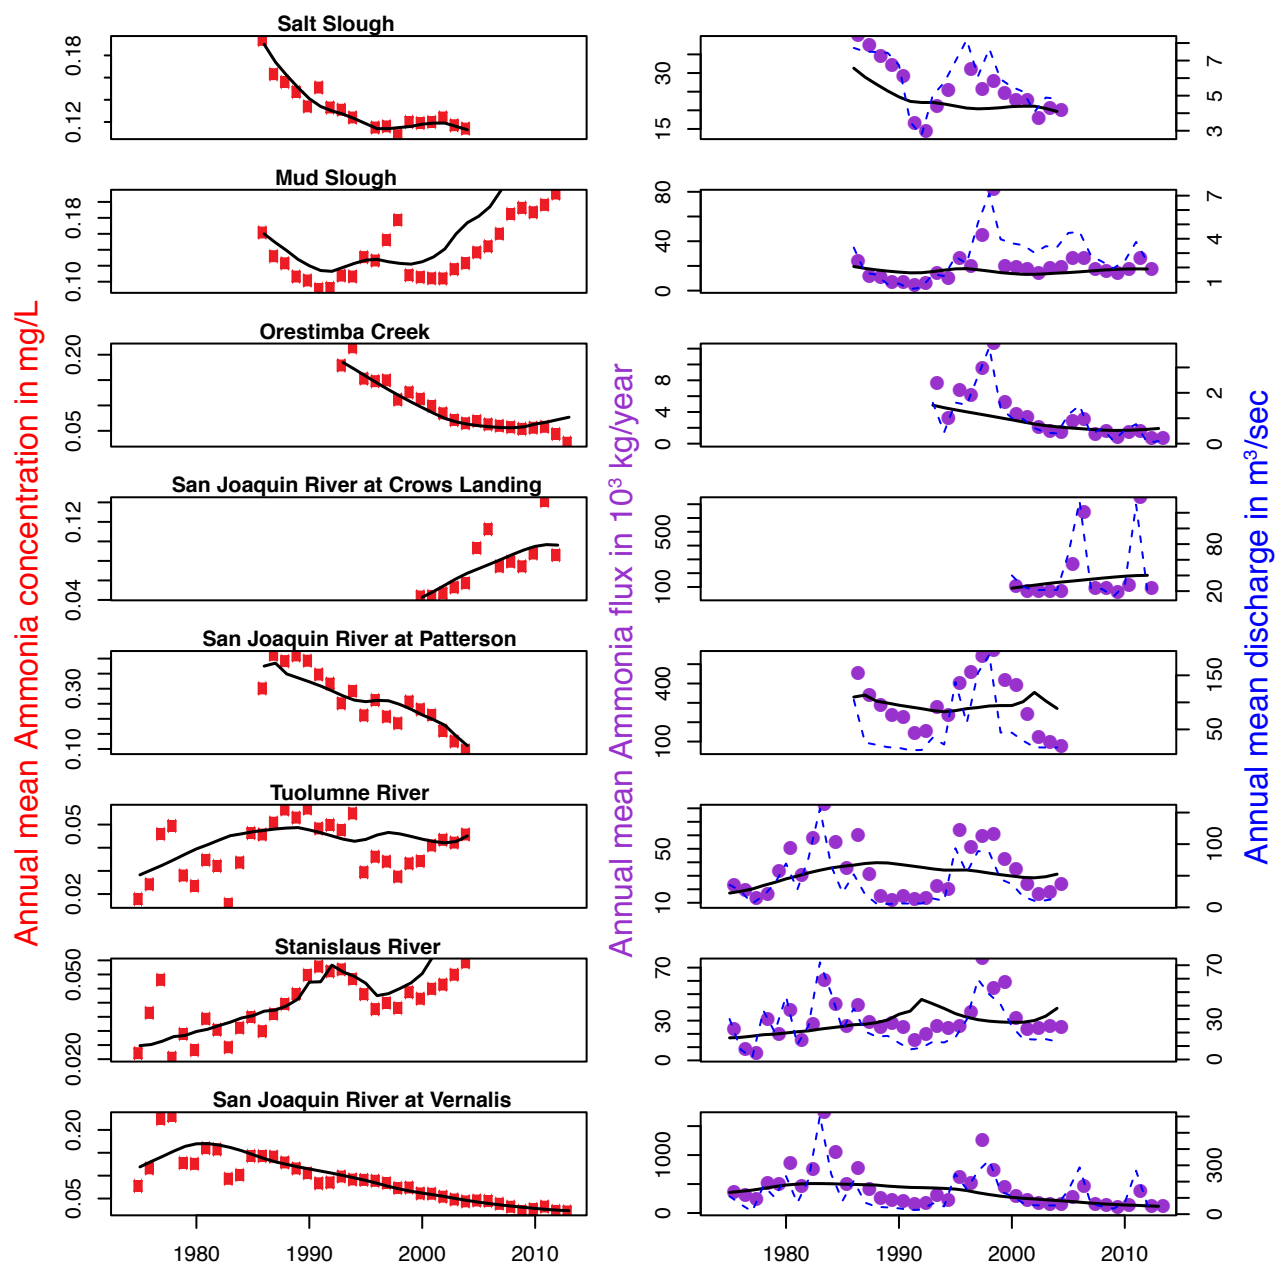 Annual mean Ammonia concentration in mg/L
Annual mean Ammonia flux in 10³ kg/year
Annual mean discharge in m³/sec
Salt Slough
0.12 0.18
15 30
3 5 7
Mud Slough
0.10 0.18
0 40 80
1 4 7
Orestimba Creek
0.05 0.20
0 4 8
0 2
San Joaquin River at Crows Landing
0.04 0.12
100 500
20 80
San Joaquin River at Patterson
0.10 0.30
100 400
50 150
Tuolumne River
0.02 0.05
10 50
0 100
Stanislaus River
0.020 0.050
0 30 70
0 30 70
San Joaquin River at Vernalis
0.05 0.20
0 1000
0 300
1980 1990 2000 2010
1980 1990 2000 2010